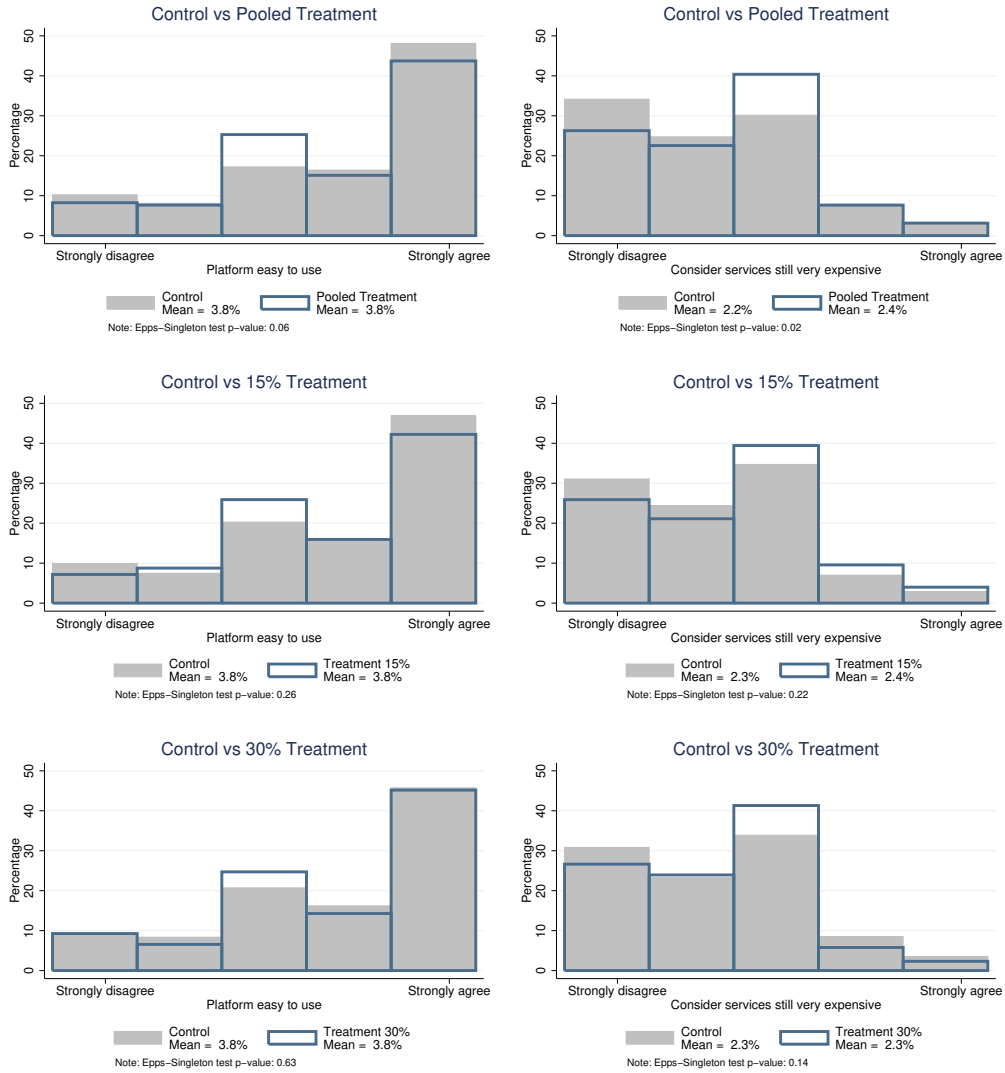 Control vs Pooled Treatment
50
40
30
20
10
0
Percentage
Strongly disagree
Strongly agree
Platform easy to use
Control
Mean =  3.8%
Pooled Treatment
Mean =  3.8%
Note: Epps−Singleton test p−value: 0.06
Control vs Pooled Treatment
50
40
30
20
10
0
Percentage
Strongly disagree
Strongly agree
Consider services still very expensive
Control
Mean =  2.2%
Pooled Treatment
Mean =  2.4%
Note: Epps−Singleton test p−value: 0.02
Control vs 15% Treatment
50
40
30
20
10
0
Percentage
Strongly disagree
Strongly agree
Platform easy to use
Control
Mean =  3.8%
Treatment 15%
Mean =  3.8%
Note: Epps−Singleton test p−value: 0.26
Control vs 15% Treatment
50
40
30
20
10
0
Percentage
Strongly disagree
Strongly agree
Consider services still very expensive
Control
Mean =  2.3%
Treatment 15%
Mean =  2.4%
Note: Epps−Singleton test p−value: 0.22
Control vs 30% Treatment
50
40
30
20
10
0
Percentage
Strongly disagree
Strongly agree
Platform easy to use
Control
Mean =  3.8%
Treatment 30%
Mean =  3.8%
Note: Epps−Singleton test p−value: 0.63
Control vs 30% Treatment
50
40
30
20
10
0
Percentage
Strongly disagree
Strongly agree
Consider services still very expensive
Control
Mean =  2.3%
Treatment 30%
Mean =  2.3%
Note: Epps−Singleton test p−value: 0.14